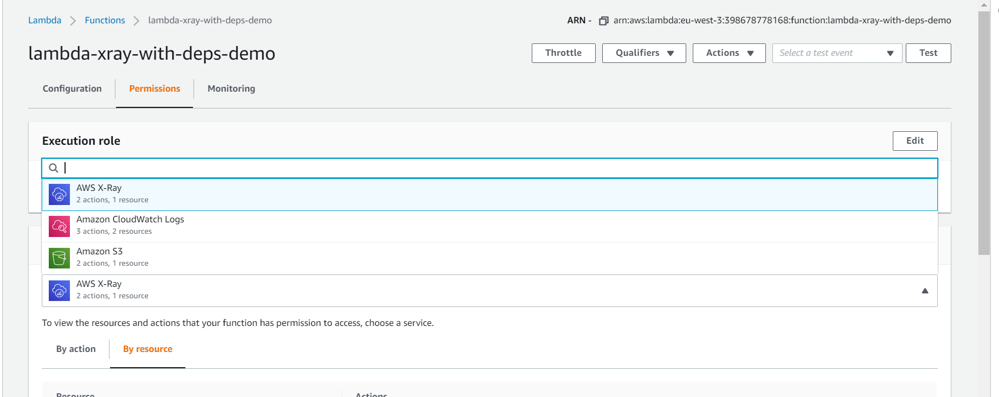 Lambda Functions lambda-xray-with-deps-demo ARN - arn:aws:lambda:eu-west-3:398678778168:function:lambda-xray-with-deps-demo
lambda-xray-with-deps-demo Throttle Qualifiers Actions Select a test event Test
Configuration Permissions Monitoring
Execution role Edit
AWS X-Ray
2 actions, 1 resource
Amazon CloudWatch Logs
3 actions, 2 resources
Amazon S3
2 actions, 1 resource
AWS X-Ray
2 actions, 1 resource
To view the resources and actions that your function has permission to access, choose a service.
By action By resource
Resource Actions